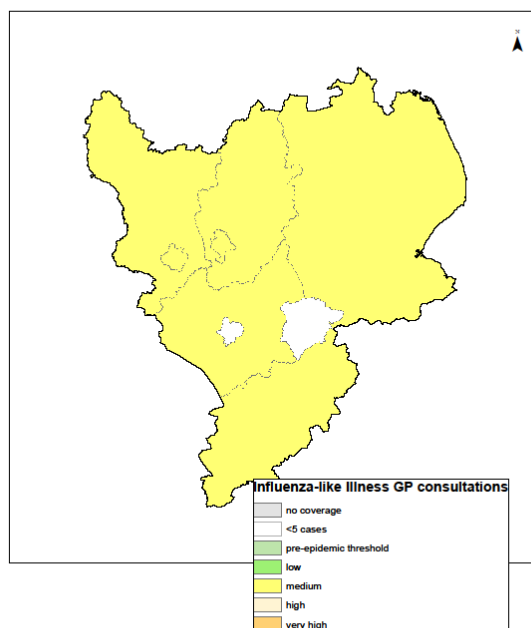 N
Influenza-like Illness GP consultations
no coverage
<5 cases
pre-epidemic threshold
low
medium
high
very high